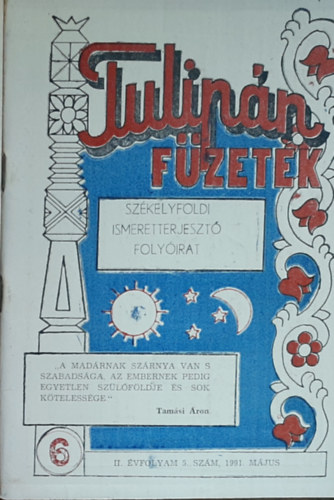 Tulipán
FÜZETEK
SZÉKELYFÖLDI
ISMERETTERJESZTŐ
FOLYÓIRAT
„A MADÁRNAK SZÁRNYA VAN S
SZABADSÁGA, AZ EMBERNEK PEDIG
EGYETLEN SZÜLŐFÖLDJE ÉS SOK
KÖTELESSÉGE."
Tamási Áron
6
II. ÉVFOLYAM 5. SZÁM, 1991 MÁJUS